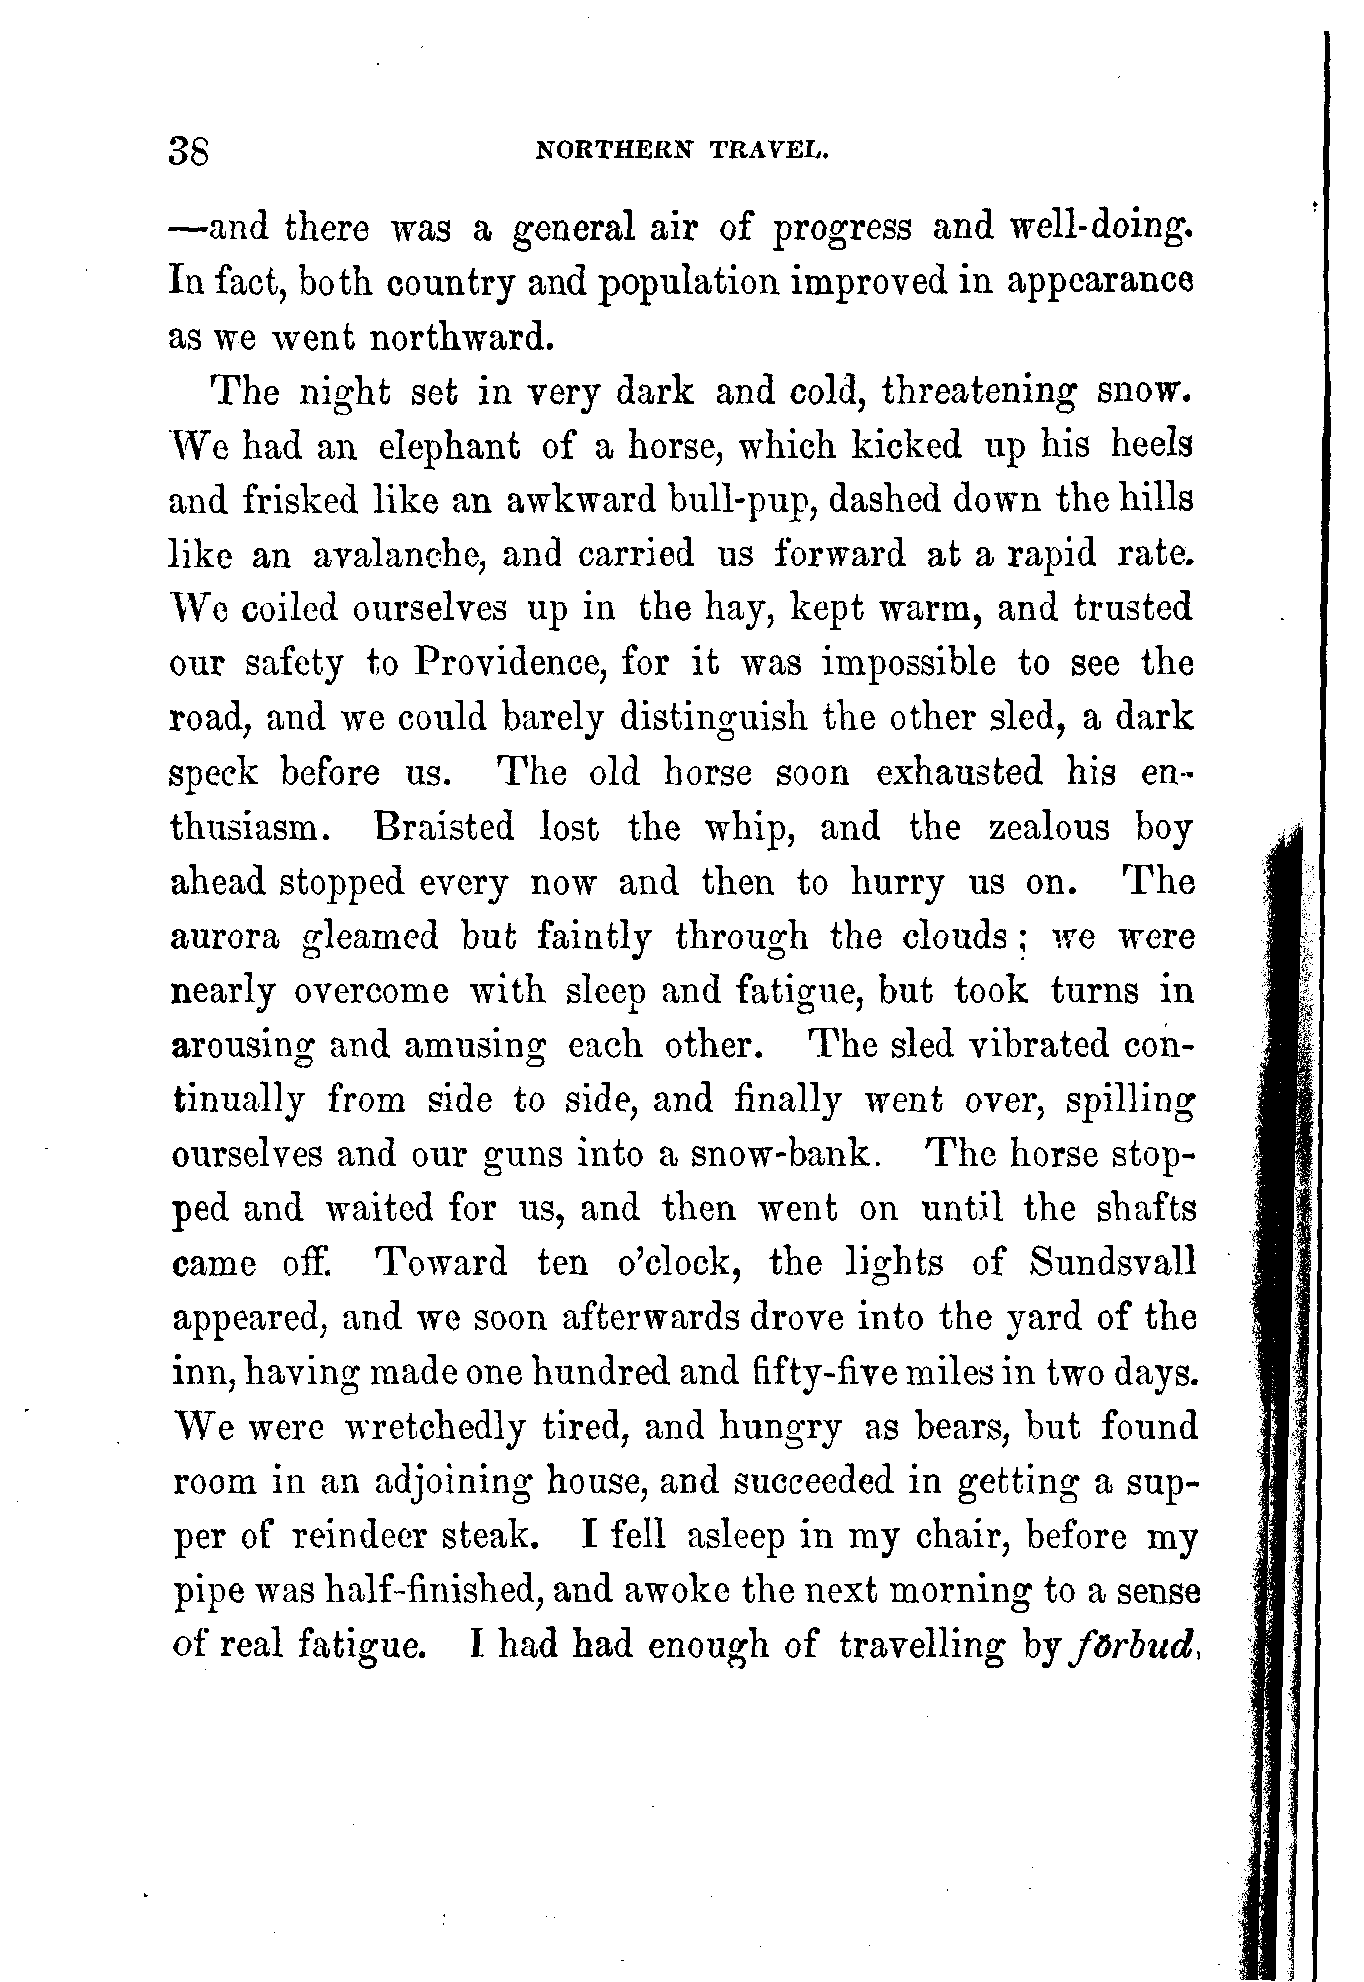 38 NORTHERN TRAVEL.
—and there was a general air of progress and well-doing.
In fact, both country and population improved in appearance
as we went northward.
The night set in very dark and cold, threatening snow.
We had an elephant of a horse, which kicked up his heels
and frisked like an awkward bull-pup, dashed down the hills
like an avalanche, and carried us forward at a rapid rate.
We coiled ourselves up in the hay, kept warm, and trusted
our safety to Providence, for it was impossible to see the
road, and we could barely distinguish the other sled, a dark
speck before us. The old horse soon exhausted his en-
thusiasm. Braisted lost the whip, and the zealous boy
ahead stopped every now and then to hurry us on. The
aurora gleamed but faintly through the clouds; we were
nearly overcome with sleep and fatigue, but took turns in
arousing and amusing each other. The sled vibrated con-
tinually from side to side, and finally went over, spilling
ourselves and our guns into a snow-bank. The horse stop-
ped and waited for us, and then went on until the shafts
came off. Toward ten o'clock, the lights of Sundsvall
appeared, and we soon afterwards drove into the yard of the
inn, having made one hundred and fifty-five miles in two days.
We were wretchedly tired, and hungry as bears, but found
room in an adjoining house, and succeeded in getting a sup-
per of reindeer steak. I fell asleep in my chair, before my
pipe was half-finished, and awoke the next morning to a sense
of real fatigue. I had had enough of travelling by förbud,